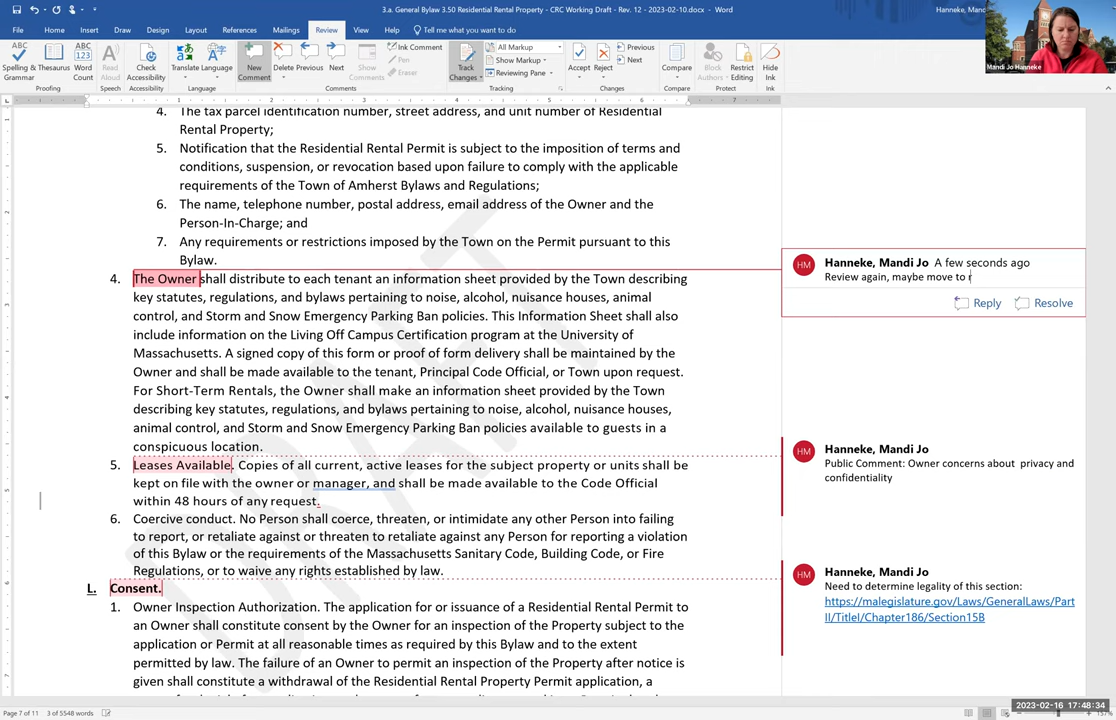 3.a. General Bylaw 3.50 Residential Rental Property - CRC Working Draft - Rev. 12 - 2023-02-10.docx - Word
Hanneke, Mand
File Home Insert Draw Design Layout References Mailings Review View Help Tell me what you want to do
Spelling & Grammar
Thesaurus
Word Count
Read Aloud
Check Accessibility
Translate
Language
New Comment
Delete
Previous
Next
Show Comments
Ink Comment
Pen
Eraser
Track Changes
All Markup
Show Markup
Reviewing Pane
Accept
Reject
Previous
Next
Compare
Block Authors
Restrict Editing
Hide Ink
Proofing Speech Accessibility Language Comments Tracking Changes Compare Protect Ink
Mandi Jo Hanneke
4. The tax parcel identification number, street address, and unit number of Residential
Rental Property;
5. Notification that the Residential Rental Permit is subject to the imposition of terms and
conditions, suspension, or revocation based upon failure to comply with the applicable
requirements of the Town of Amherst Bylaws and Regulations;
6. The name, telephone number, postal address, email address of the Owner and the
Person-In-Charge; and
7. Any requirements or restrictions imposed by the Town on the Permit pursuant to this
Bylaw.
4. The Owner shall distribute to each tenant an information sheet provided by the Town describing
key statutes, regulations, and bylaws pertaining to noise, alcohol, nuisance houses, animal
control, and Storm and Snow Emergency Parking Ban policies. This Information Sheet shall also
include information on the Living Off Campus Certification program at the University of
Massachusetts. A signed copy of this form or proof of form delivery shall be maintained by the
Owner and shall be made available to the tenant, Principal Code Official, or Town upon request.
For Short-Term Rentals, the Owner shall make an information sheet provided by the Town
describing key statutes, regulations, and bylaws pertaining to noise, alcohol, nuisance houses,
animal control, and Storm and Snow Emergency Parking Ban policies available to guests in a
conspicuous location.
5. Leases Available. Copies of all current, active leases for the subject property or units shall be
kept on file with the owner or manager, and shall be made available to the Code Official
within 48 hours of any request.
6. Coercive conduct. No Person shall coerce, threaten, or intimidate any other Person into failing
to report, or retaliate against or threaten to retaliate against any Person for reporting a violation
of this Bylaw or the requirements of the Massachusetts Sanitary Code, Building Code, or Fire
Regulations, or to waive any rights established by law.
L. Consent.
1. Owner Inspection Authorization. The application for or issuance of a Residential Rental Permit to
an Owner shall constitute consent by the Owner for an inspection of the Property subject to the
application or Permit at all reasonable times as required by this Bylaw and to the extent
permitted by law. The failure of an Owner to permit an inspection of the Property after notice is
given shall constitute a withdrawal of the Residential Rental Property Permit application, a
DRAFT
HM Hanneke, Mandi Jo A few seconds ago
Review again, maybe move to r
Reply Resolve
HM Hanneke, Mandi Jo
Public Comment: Owner concerns about privacy and
confidentiality
HM Hanneke, Mandi Jo
Need to determine legality of this section:
https://malegislature.gov/Laws/GeneralLaws/Part
II/TitleI/Chapter186/Section15B
Page 7 of 11 3 of 5548 words
2023-02-16 17:48:34